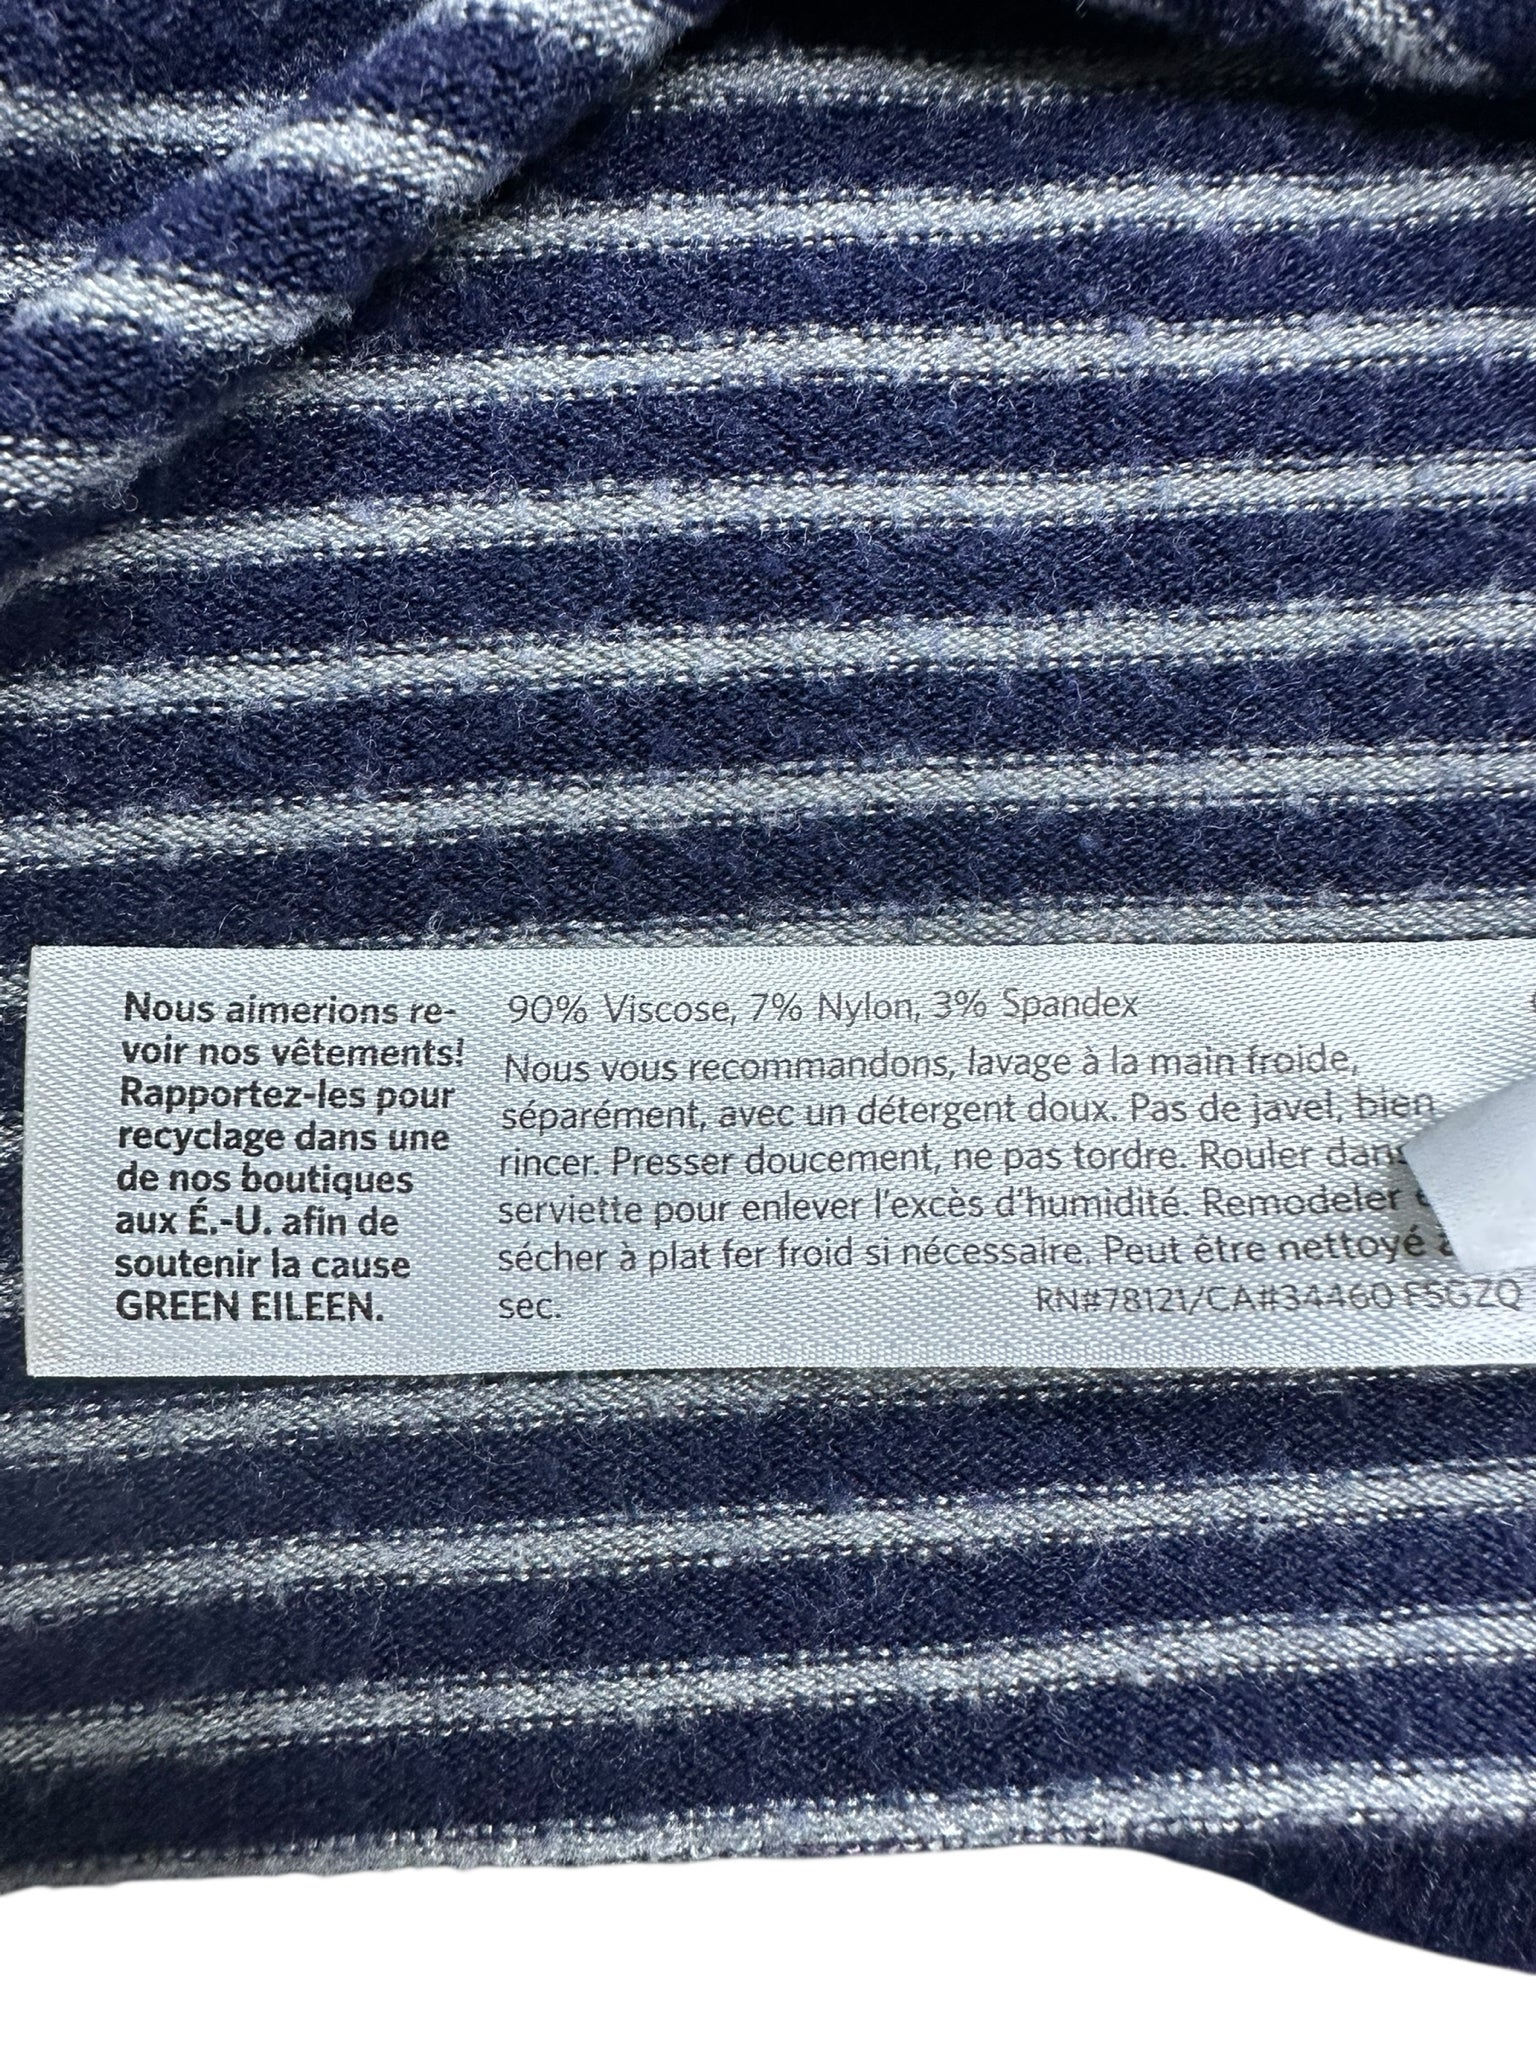 Nous aimerions re-
voir nos vêtements!
Rapportez-les pour
recyclage dans une
de nos boutiques
aux É.-U. afin de
soutenir la cause
GREEN EILEEN.
90% Viscose, 7% Nylon, 3% Spandex
Nous vous recommandons, lavage à la main froide,
séparément, avec un détergent doux. Pas de javel, bien
rincer. Presser doucement, ne pas tordre. Rouler dans
serviette pour enlever l'excès d'humidité. Remodeler
sécher à plat fer froid si nécessaire. Peut être nettoyé à
sec.
RN#78121/CA#34460 FSGZQ